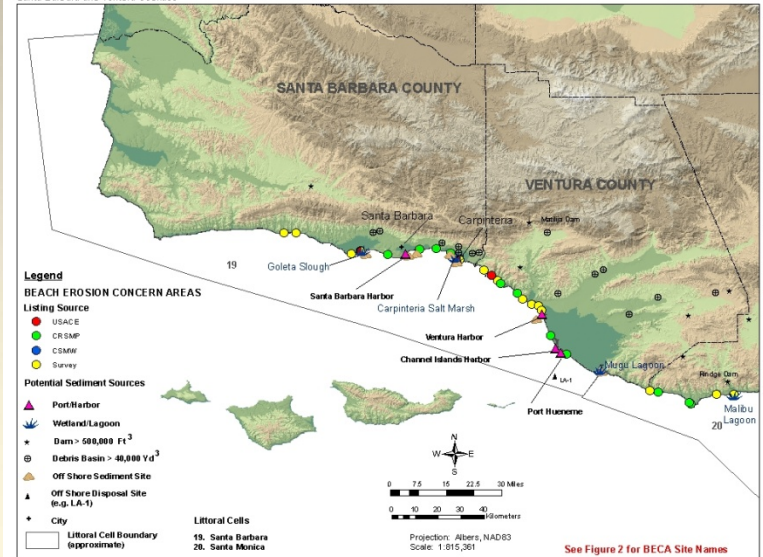 SANTA BARBARA COUNTY
VENTURA COUNTY
Santa Barbara
Carpinteria
Matilija Dam
19
Goleta Slough
Santa Barbara Harbor
Carpinteria Salt Marsh
Ventura Harbor
Channel Islands Harbor
Mugu Lagoon
LA-1
Rindge Dam
Port Hueneme
Malibu
Lagoon
20
Legend
BEACH EROSION CONCERN AREAS
Listing Source
USACE
CRSMP
CSMW
Survey
Potential Sediment Sources
Port/Harbor
Wetland/Lagoon
Dam > 500,000 Ft³
Debris Basin > 40,000 Yd³
Off Shore Sediment Site
Off Shore Disposal Site
(e.g. LA-1)
City
Littoral Cell Boundary
(approximate)
Littoral Cells
19. Santa Barbara
20. Santa Monica
N
W E
S
0 7.5 15 22.5 30 Miles
0 10 20 30 40
Kilometers
Projection: Albers, NAD83
Scale: 1:815,361
See Figure 2 for BECA Site Names